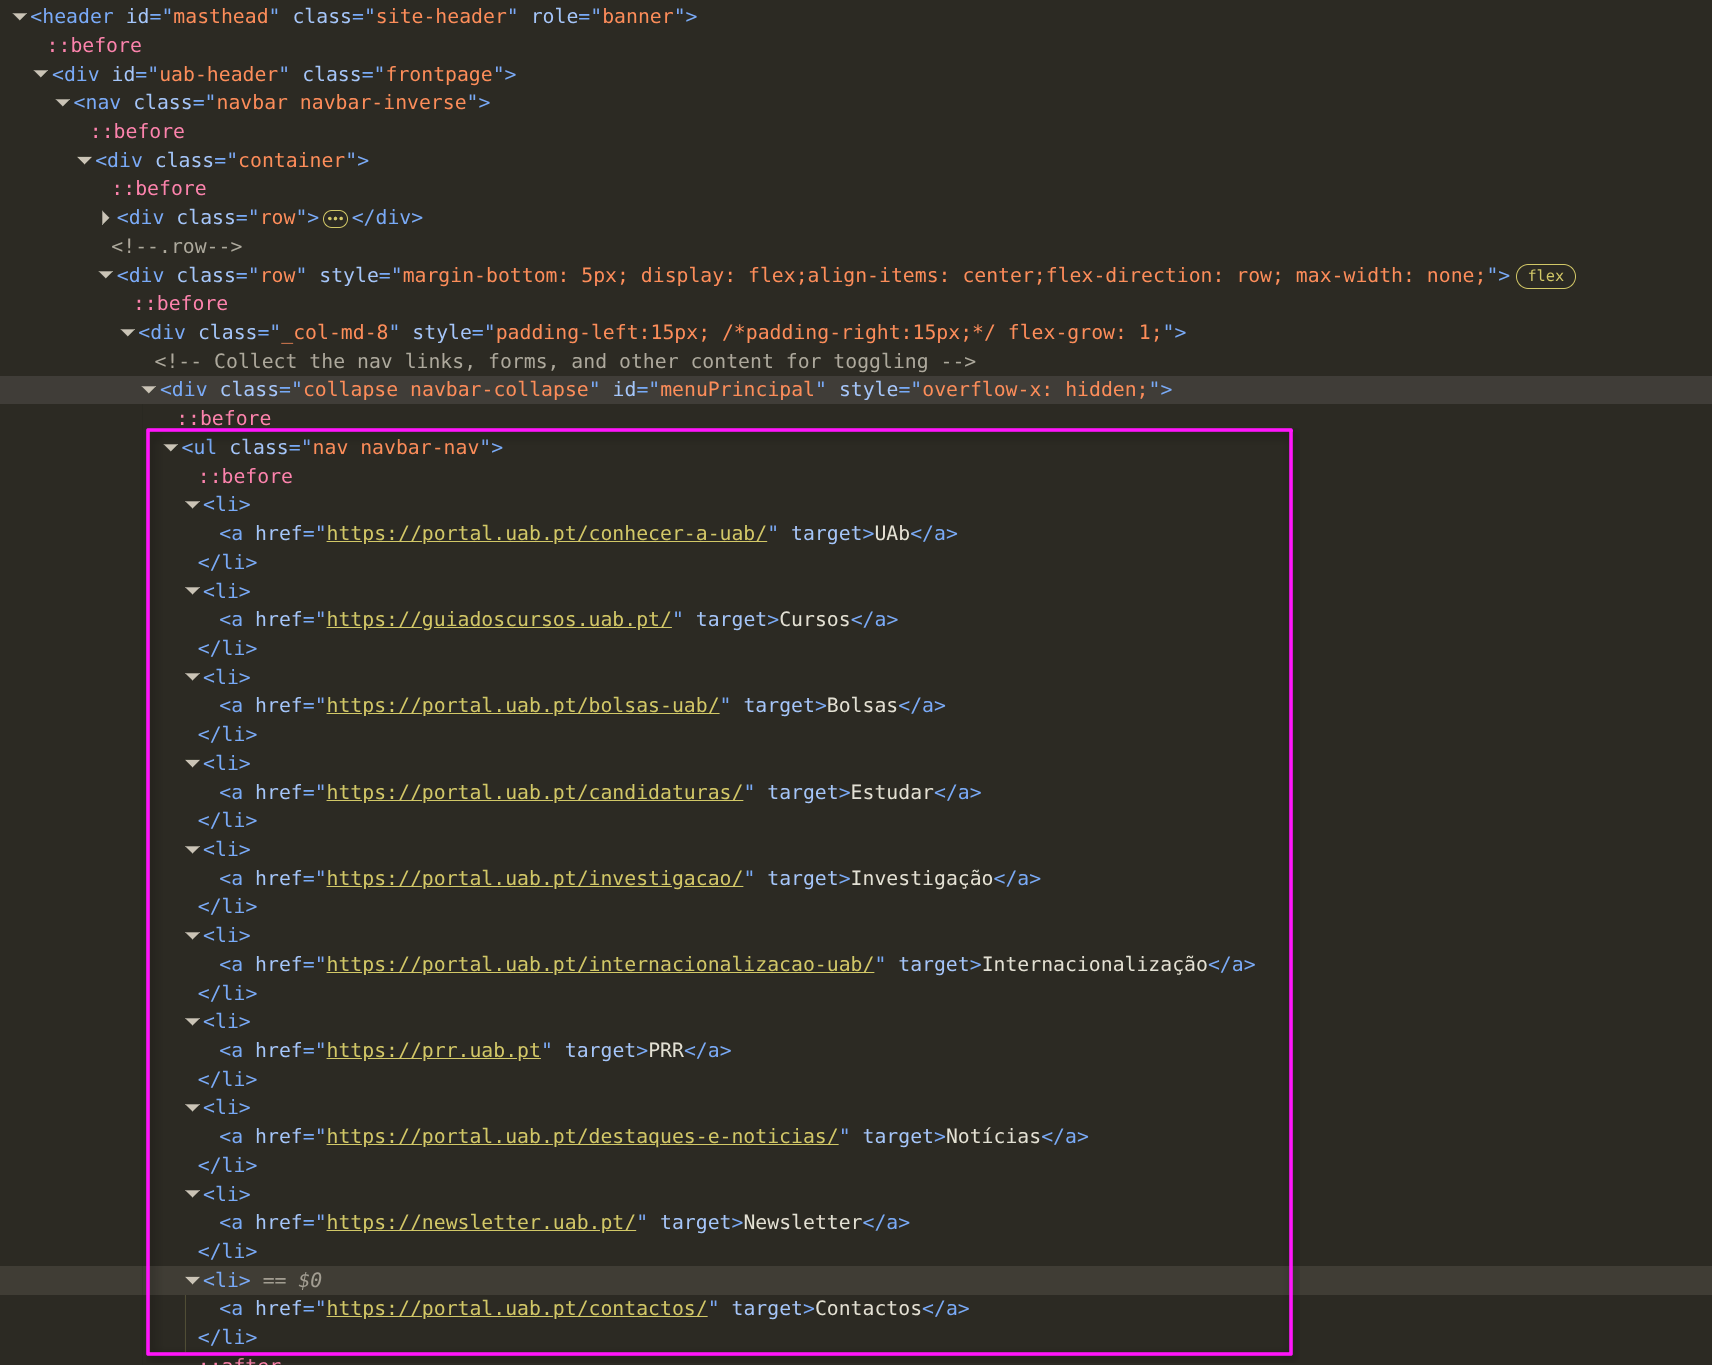 <header id="masthead" class="site-header" role="banner">
::before
<div id="uab-header" class="frontpage">
<nav class="navbar navbar-inverse">
::before
<div class="container">
::before
<div class="row">…</div>
<!--.row-->
<div class="row" style="margin-bottom: 5px; display: flex;align-items: center;flex-direction: row; max-width: none;"> flex
::before
<div class="_col-md-8" style="padding-left:15px; /*padding-right:15px;*/ flex-grow: 1;">
<!-- Collect the nav links, forms, and other content for toggling -->
<div class="collapse navbar-collapse" id="menuPrincipal" style="overflow-x: hidden;">
::before
<ul class="nav navbar-nav">
::before
<li>
<a href="https://portal.uab.pt/conhecer-a-uab/" target>UAb</a>
</li>
<li>
<a href="https://guiadoscursos.uab.pt/" target>Cursos</a>
</li>
<li>
<a href="https://portal.uab.pt/bolsas-uab/" target>Bolsas</a>
</li>
<li>
<a href="https://portal.uab.pt/candidaturas/" target>Estudar</a>
</li>
<li>
<a href="https://portal.uab.pt/investigacao/" target>Investigação</a>
</li>
<li>
<a href="https://portal.uab.pt/internacionalizacao-uab/" target>Internacionalização</a>
</li>
<li>
<a href="https://prr.uab.pt" target>PRR</a>
</li>
<li>
<a href="https://portal.uab.pt/destaques-e-noticias/" target>Notícias</a>
</li>
<li>
<a href="https://newsletter.uab.pt/" target>Newsletter</a>
</li>
<li> == $0
<a href="https://portal.uab.pt/contactos/" target>Contactos</a>
</li>
::after